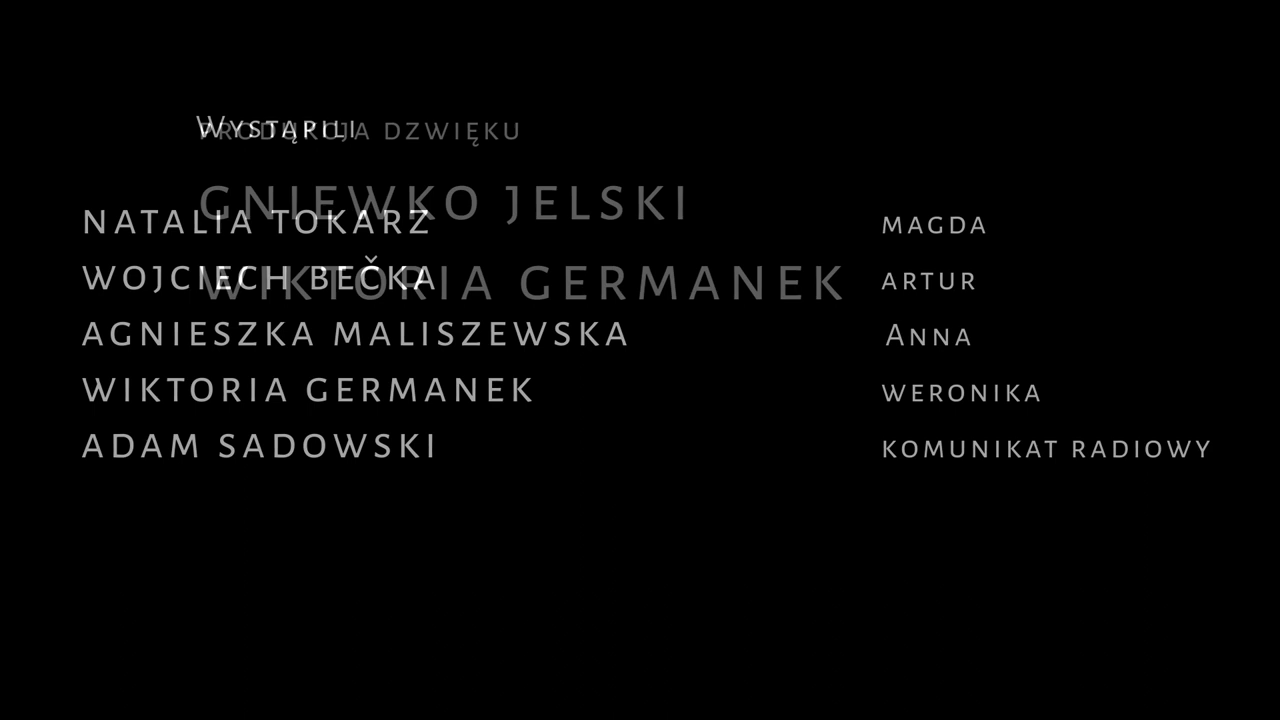 Wystąpili
PRODUKCJA DZWIĘKU
GNIEWKO JELSKI
WIKTORIA GERMANEK
NATALIA TOKARZ MAGDA
WOJCIECH BEČKA ARTUR
AGNIESZKA MALISZEWSKA Anna
WIKTORIA GERMANEK WERONIKA
ADAM SADOWSKI KOMUNIKAT RADIOWY